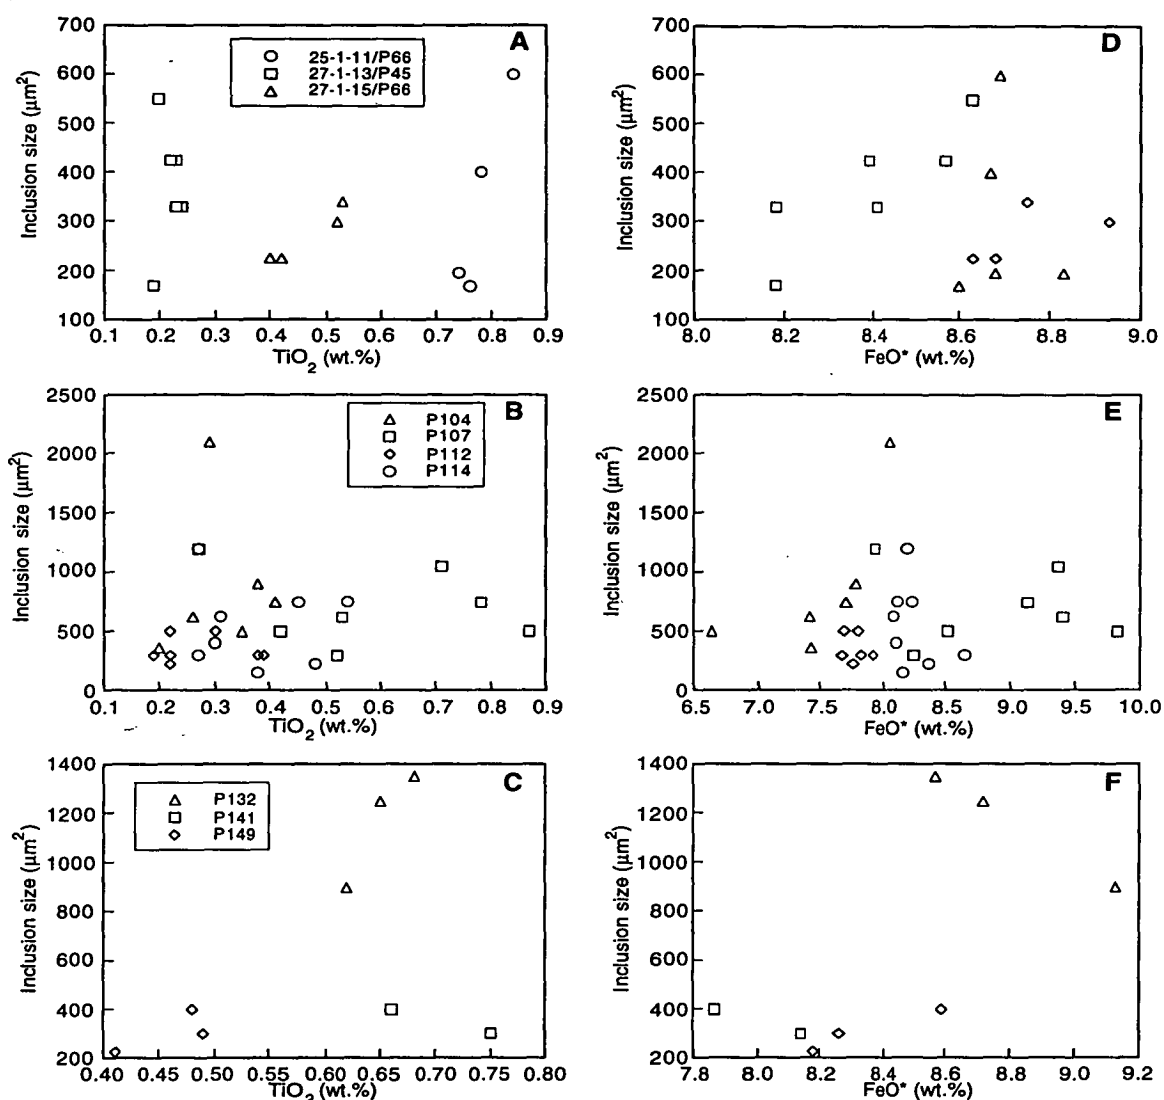 A
Inclusion size (µm²)
700
600
500
400
300
200
100
25-1-11/P66
27-1-13/P45
27-1-15/P66
0.1 0.2 0.3 0.4 0.5 0.6 0.7 0.8 0.9
TiO₂ (wt.%)
D
Inclusion size (µm²)
700
600
500
400
300
200
100
8.0 8.2 8.4 8.6 8.8 9.0
FeO* (wt.%)
B
Inclusion size (µm²)
2500
2000
1500
1000
500
0
P104
P107
P112
P114
0.1 0.2 0.3 0.4 0.5 0.6 0.7 0.8 0.9
TiO₂ (wt.%)
E
Inclusion size (µm²)
2500
2000
1500
1000
500
0
6.5 7.0 7.5 8.0 8.5 9.0 9.5 10.0
FeO* (wt.%)
C
Inclusion size (µm²)
1400
1200
1000
800
600
400
200
P132
P141
P149
0.40 0.45 0.50 0.55 0.60 0.65 0.70 0.75 0.80
TiO₂ (wt.%)
F
Inclusion size (µm²)
1400
1200
1000
800
600
400
200
7.8 8.0 8.2 8.4 8.6 8.8 9.0 9.2
FeO* (wt.%)